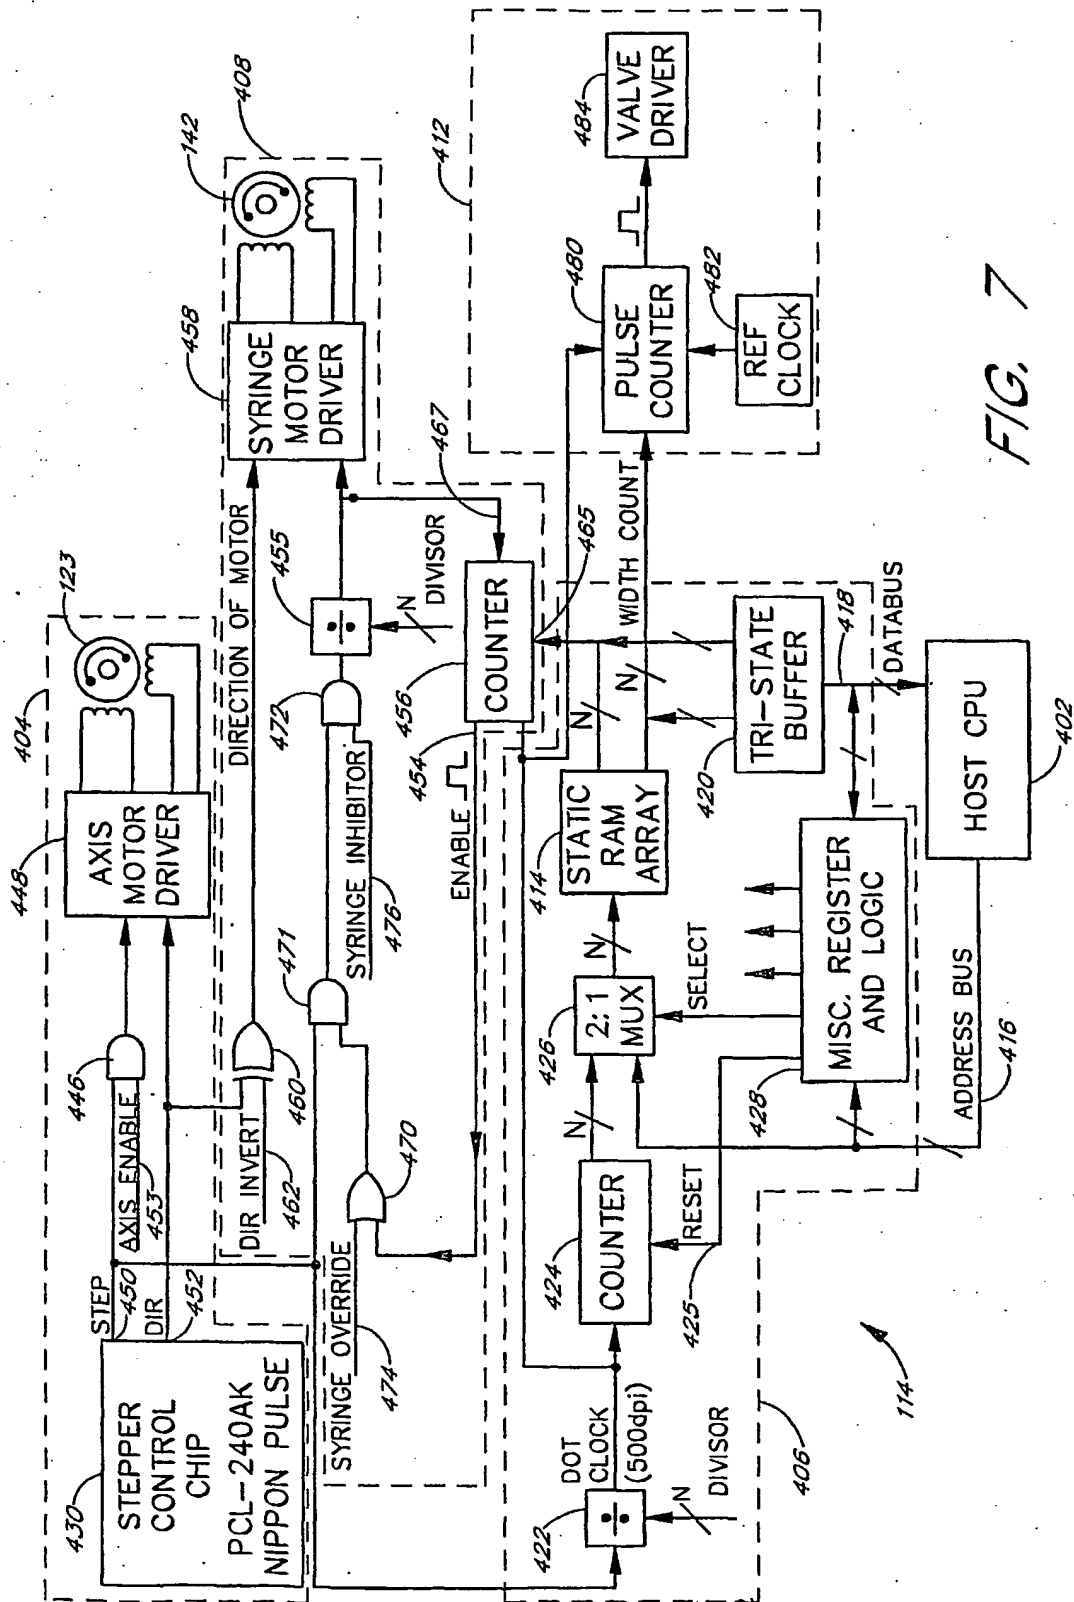 404
448
AXIS
MOTOR
DRIVER
123
446
STEP
450
AXIS ENABLE
453
DIR
452
430
STEPPER
CONTROL
CHIP
PCL-240AK
NIPPON PULSE
408
142
458
SYRINGE
MOTOR
DRIVER
DIRECTION OF MOTOR
DIR INVERT
462
460
472
455
N
DIVISOR
467
471
SYRINGE INHIBITOR
476
SYRINGE OVERRIDE
474
470
ENABLE
454
456
COUNTER
465
412
484
VALVE
DRIVER
480
PULSE
COUNTER
482
REF
CLOCK
WIDTH COUNT
N
N
414
STATIC
RAM
ARRAY
420
TRI-STATE
BUFFER
418
DATABUS
N
426
2:1
MUX
SELECT
N
424
COUNTER
RESET
425
428
MISC. REGISTER
AND LOGIC
HOST CPU
402
ADDRESS BUS
416
DOT
CLOCK
(500dpi)
422
N
DIVISOR
406
114
FIG. 7